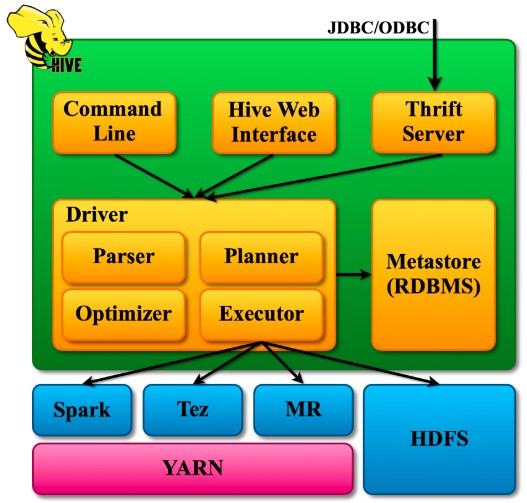 JDBC/ODBC
HIVE
Command
Line
Hive Web
Interface
Thrift
Server
Driver
Parser
Planner
Optimizer
Executor
Metastore
(RDBMS)
Spark
Tez
MR
HDFS
YARN